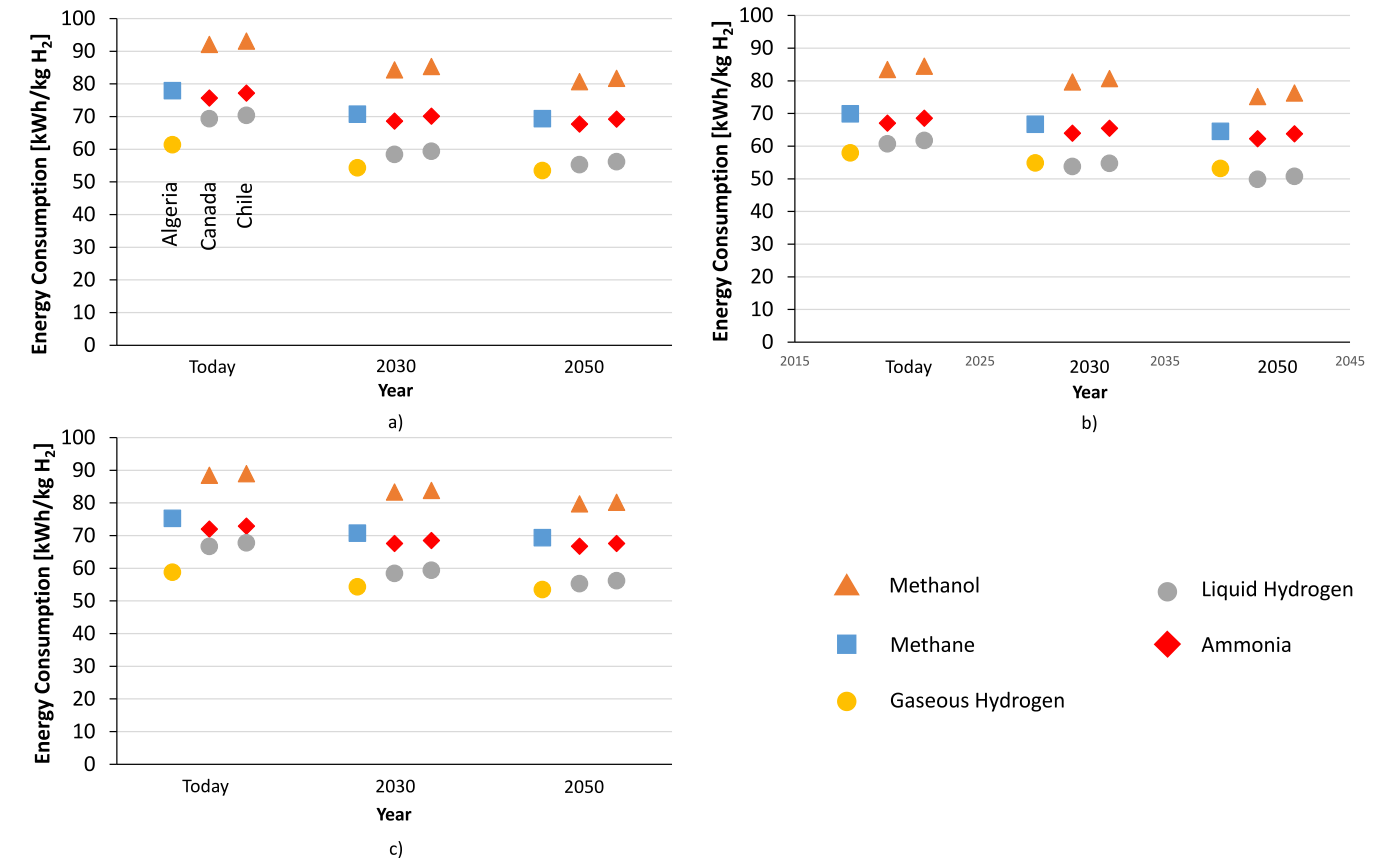 Energy Consumption [kWh/kg H2]
100
90
80
70
60
50
40
30
20
10
0
Algeria
Canada
Chile
Today 2030 2050
Year
a)
Energy Consumption [kWh/kg H2]
100
90
80
70
60
50
40
30
20
10
0
2015 2025 2035 2045
Today 2030 2050
Year
b)
Energy Consumption [kWh/kg H2]
100
90
80
70
60
50
40
30
20
10
0
Today 2030 2050
Year
c)
Methanol
Liquid Hydrogen
Methane
Ammonia
Gaseous Hydrogen